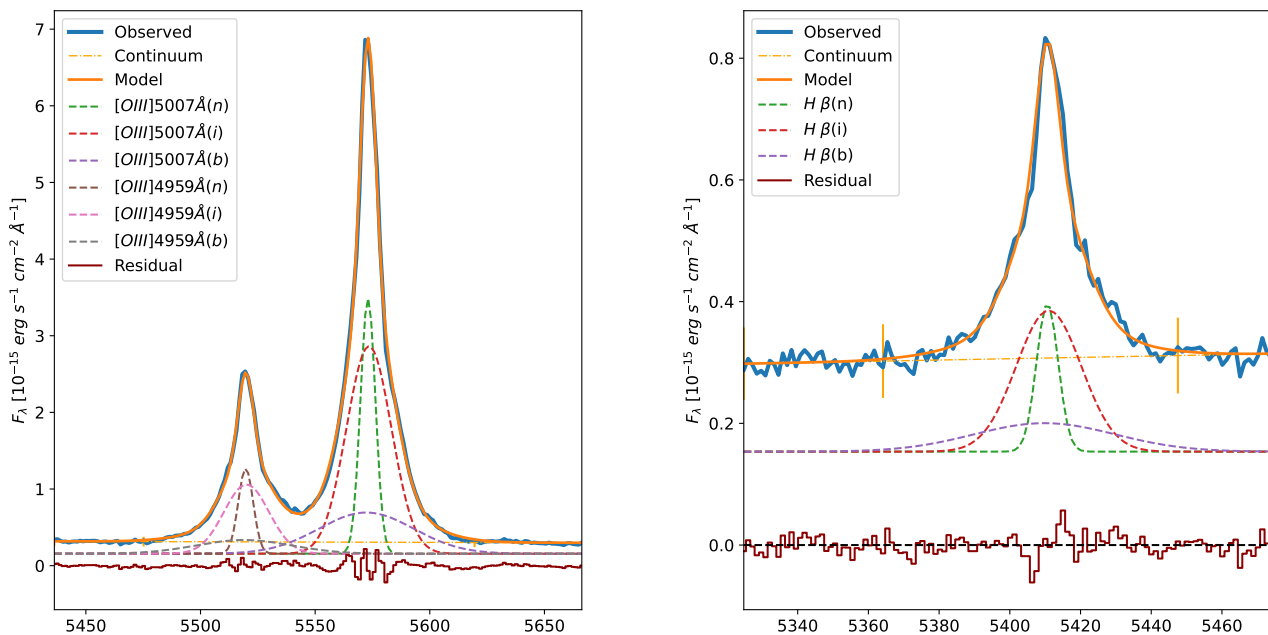 7
6
5
4
3
2
1
0
F_λ [10^{-15} erg s^{-1} cm^{-2} Å^{-1}]
Observed
Continuum
Model
[OIII]5007Å(n)
[OIII]5007Å(i)
[OIII]5007Å(b)
[OIII]4959Å(n)
[OIII]4959Å(i)
[OIII]4959Å(b)
Residual
5450 5500 5550 5600 5650
0.8
0.6
0.4
0.2
0.0
F_λ [10^{-15} erg s^{-1} cm^{-2} Å^{-1}]
Observed
Continuum
Model
H β(n)
H β(i)
H β(b)
Residual
5340 5360 5380 5400 5420 5440 5460